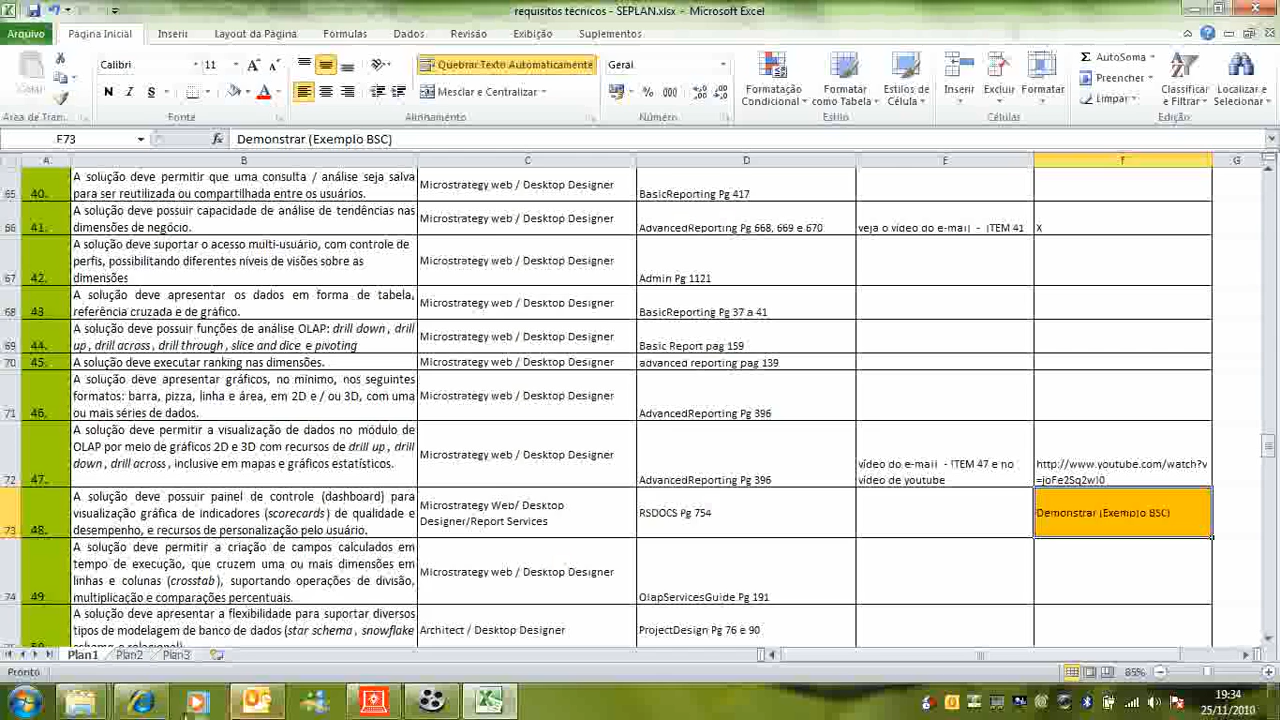 requisitos técnicos - SEPLAN.xlsx - Microsoft Excel
Arquivo Página Inicial Inserir Layout da Página Fórmulas Dados Revisão Exibição Suplementos
Calibri 11 Quebrar Texto Automaticamente Geral AutoSoma
N I S Mesclar e Centralizar % 000 Formatação Condicional Formatar como Tabela Estilos de Célula Inserir Excluir Formatar Preencher Limpar Classificar e Filtrar Localizar e Selecionar
Área de Tran... Fonte Alinhamento Número Estilo Células Edição
F73 fx Demonstrar (Exemplo BSC)
A B C D E F G
65 40. A solução deve permitir que uma consulta / análise seja salva
para ser reutilizada ou compartilhada entre os usuários. Microstrategy web / Desktop Designer BasicReporting Pg 417
66 41. A solução deve possuir capacidade de análise de tendências nas
dimensões de negócio. Microstrategy web / Desktop Designer AdvancedReporting Pg 668, 669 e 670 veja o vídeo do e-mail - ITEM 41 X
67 42. A solução deve suportar o acesso multi-usuário, com controle de
perfis, possibilitando diferentes níveis de visões sobre as
dimensões Microstrategy web / Desktop Designer Admin Pg 1121
68 43. A solução deve apresentar os dados em forma de tabela,
referência cruzada e de gráfico. Microstrategy web / Desktop Designer BasicReporting Pg 37 a 41
69 44. A solução deve possuir funções de análise OLAP: drill down, drill
up, drill across, drill through, slice and dice e pivoting Microstrategy web / Desktop Designer Basic Report pag 159
70 45. A solução deve executar ranking nas dimensões. Microstrategy web / Desktop Designer advanced reporting pag 139
71 46. A solução deve apresentar gráficos, no mínimo, nos seguintes
formatos: barra, pizza, linha e área, em 2D e / ou 3D, com uma
ou mais séries de dados. Microstrategy web / Desktop Designer AdvancedReporting Pg 396
72 47. A solução deve permitir a visualização de dados no módulo de
OLAP por meio de gráficos 2D e 3D com recursos de drill up, drill
down, drill across, inclusive em mapas e gráficos estatísticos. Microstrategy web / Desktop Designer AdvancedReporting Pg 396 vídeo do e-mail - ITEM 47 e no
vídeo de youtube http://www.youtube.com/watch?v
73 48. A solução deve possuir painel de controle (dashboard) para
visualização gráfica de indicadores (scorecards) de qualidade e
desempenho, e recursos de personalização pelo usuário. Microstrategy Web/ Desktop
Designer/Report Services RSDOCS Pg 754 Demonstrar (Exemplo BSC)
74 49. A solução deve permitir a criação de campos calculados em
tempo de execução, que cruzem uma ou mais dimensões em
linhas e colunas (crosstab), suportando operações de divisão,
multiplicação e comparações percentuais. Microstrategy web / Desktop Designer OlapServicesGuide Pg 191
A solução deve apresentar a flexibilidade para suportar diversos
tipos de modelagem de banco de dados (star schema, snowflake Architect / Desktop Designer ProjectDesign Pg 76 e 90
Plan1 Plan2 Plan3
Pronto 85%
19:34
25/11/2010